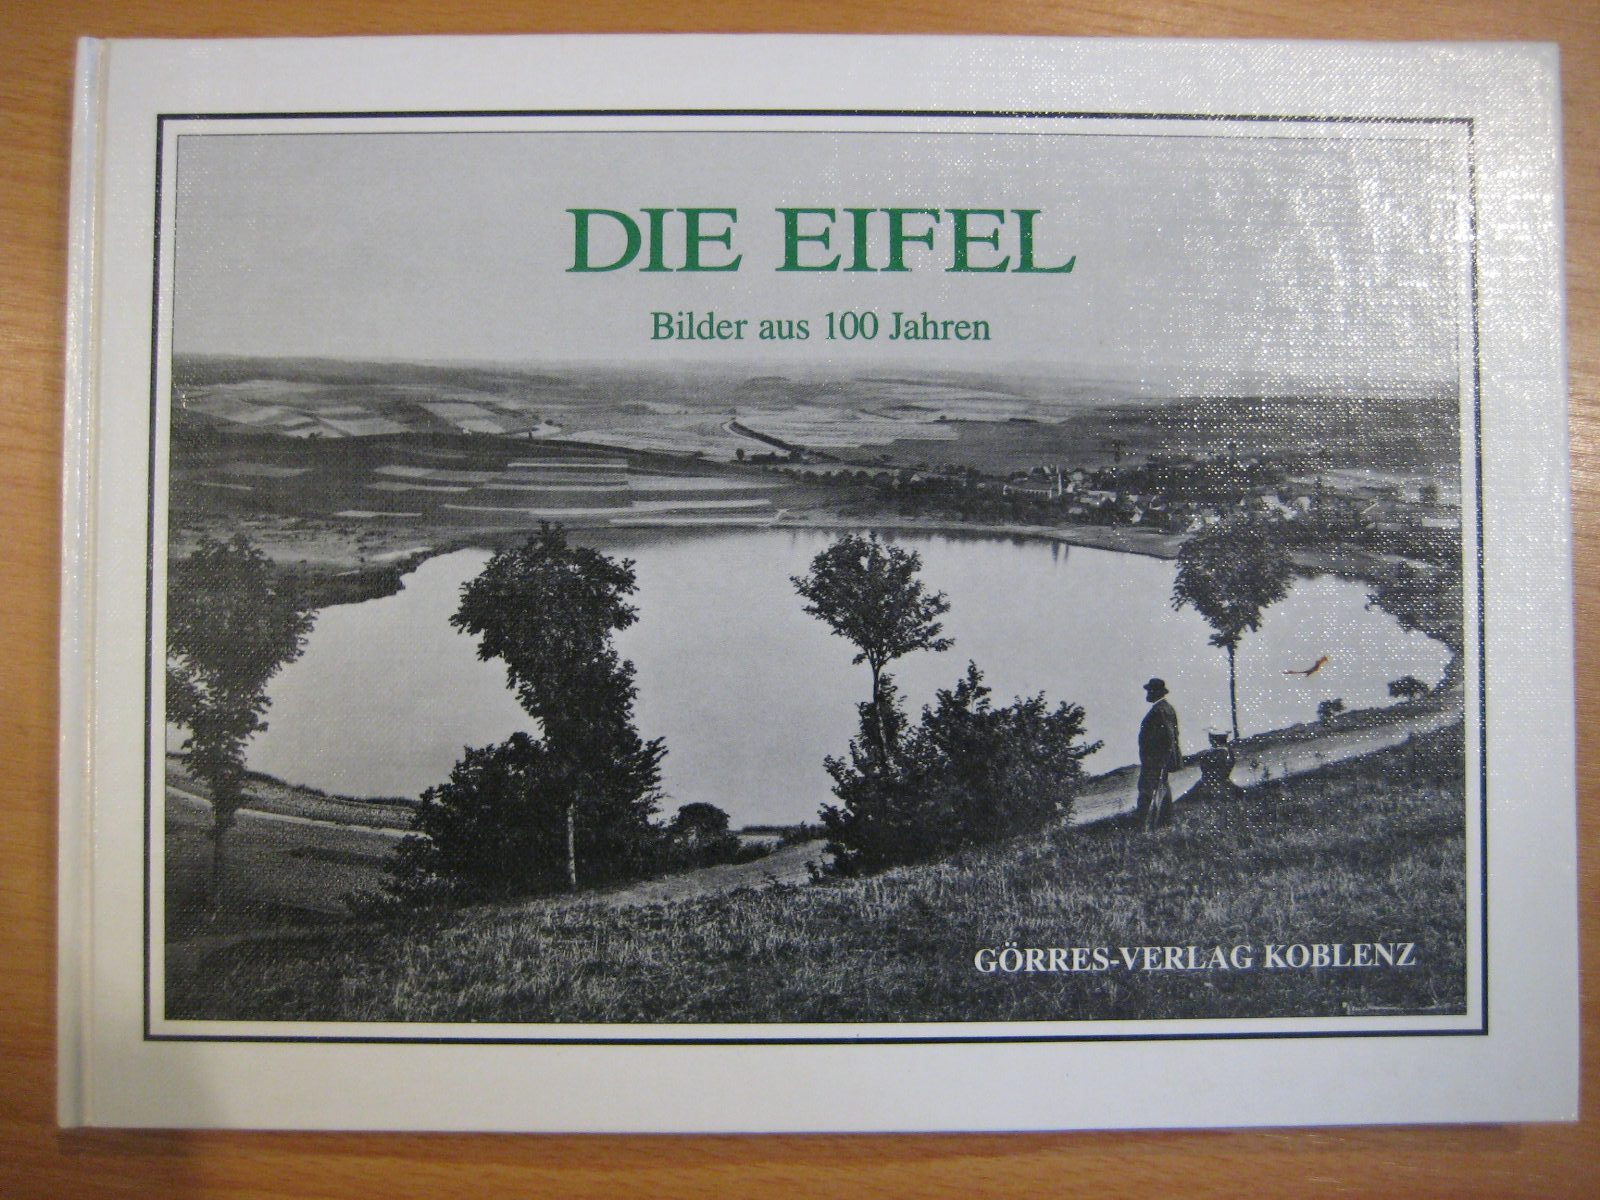 DIE EIFEL
Bilder aus 100 Jahren
GÖRRES-VERLAG KOBLENZ